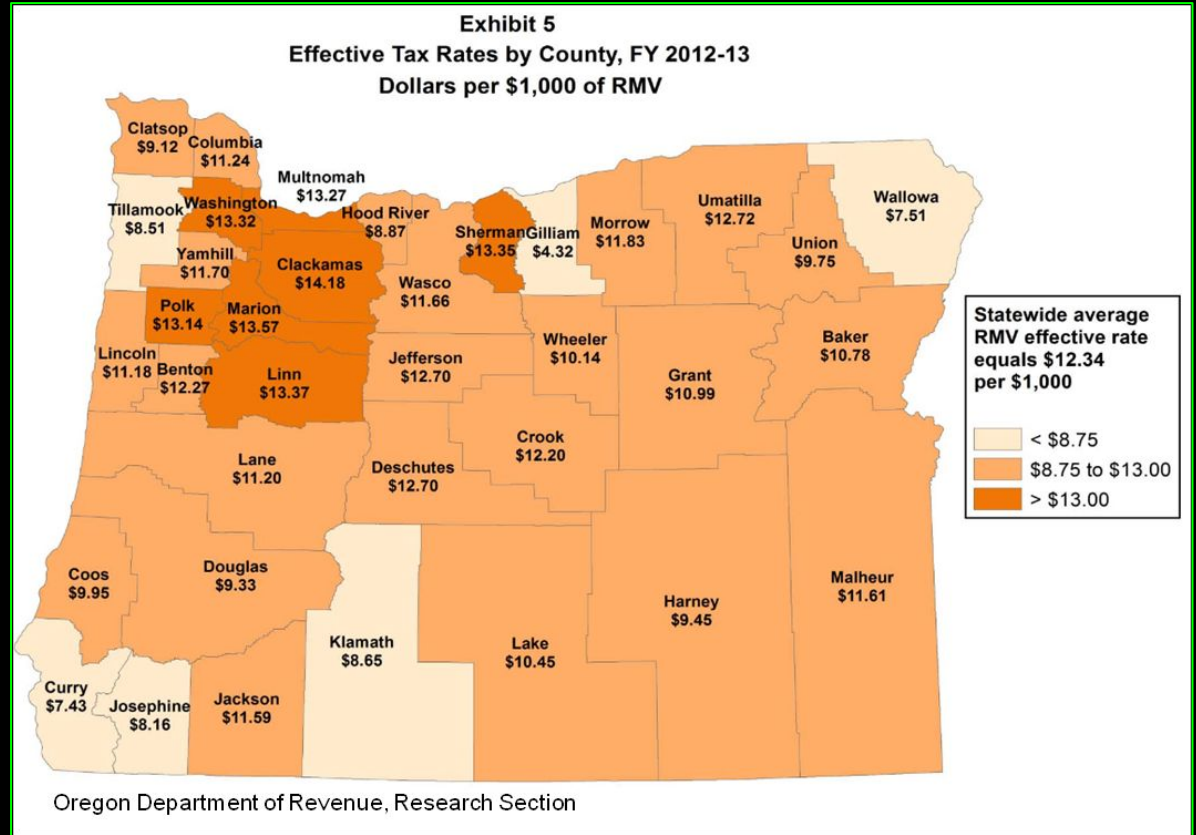 Exhibit 5
Effective Tax Rates by County, FY 2012-13
Dollars per $1,000 of RMV
Clatsop
$9.12
Columbia
$11.24
Multnomah
$13.27
Tillamook
$8.51
Washington
$13.32
Hood River
$8.87
Sherman
$13.35
Gilliam
$4.32
Morrow
$11.83
Umatilla
$12.72
Union
$9.75
Wallowa
$7.51
Yamhill
$11.70
Clackamas
$14.18
Wasco
$11.66
Polk
$13.14
Marion
$13.57
Lincoln
$11.18
Benton
$12.27
Linn
$13.37
Jefferson
$12.70
Wheeler
$10.14
Grant
$10.99
Baker
$10.78
Statewide average
RMV effective rate
equals $12.34
per $1,000
< $8.75
$8.75 to $13.00
> $13.00
Lane
$11.20
Deschutes
$12.70
Crook
$12.20
Coos
$9.95
Douglas
$9.33
Klamath
$8.65
Lake
$10.45
Harney
$9.45
Malheur
$11.61
Curry
$7.43
Josephine
$8.16
Jackson
$11.59
Oregon Department of Revenue, Research Section